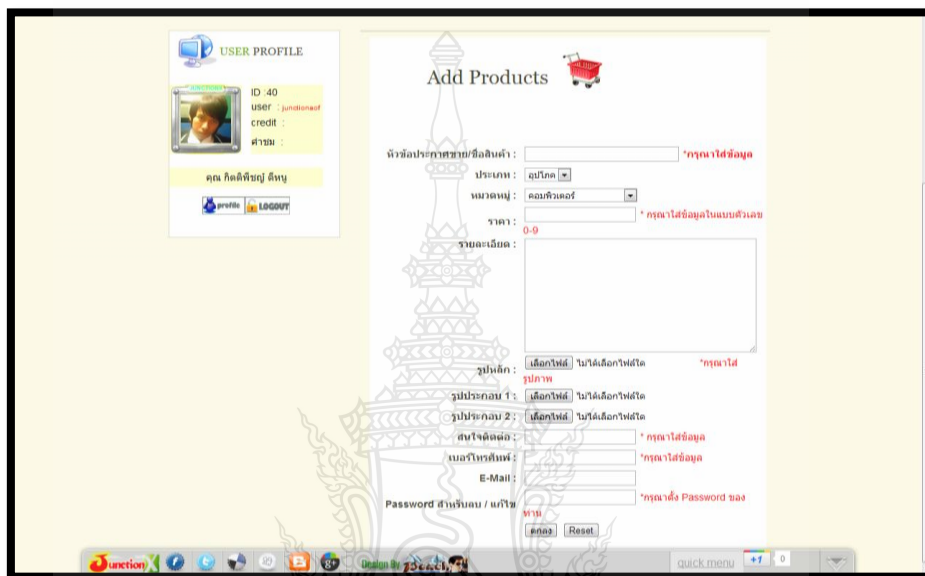 USER PROFILE
ID :40
user : junctionsof
credit :
คุณ กิตติพิชญ์ ดีหนู
profile LOGOUT
Add Products
หัวข้อประกาศขาย/ชื่อสินค้า : *กรุณาใส่ข้อมูล
ประเภท : อุปโภค
หมวดหมู่ : คอมพิวเตอร์
ราคา : * กรุณาใส่ข้อมูลในแบบตัวเลข
0-9
รายละเอียด :
รูปหลัก : เลือกไฟล์ ไม่ได้เลือกไฟล์ใด *กรุณาใส่
รูปภาพ
รูปประกอบ 1 : เลือกไฟล์ ไม่ได้เลือกไฟล์ใด
รูปประกอบ 2 : เลือกไฟล์ ไม่ได้เลือกไฟล์ใด
สนใจติดต่อ : * กรุณาใส่ข้อมูล
เบอร์โทรศัพท์ : *กรุณาใส่ข้อมูล
E-Mail :
Password สำหรับลบ / แก้ไข *กรุณาตั้ง Password ของ
ท่าน
ตกลง Reset
Junction X Design By quick menu +1 0